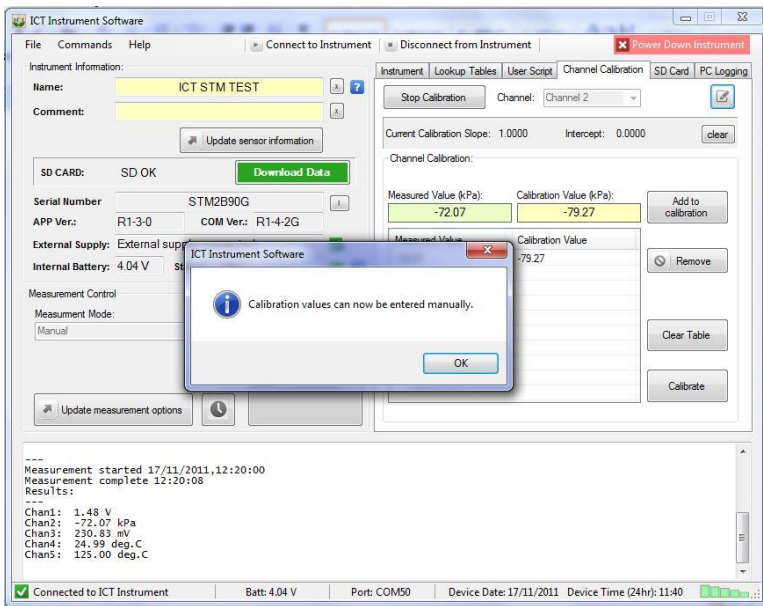 ICT Instrument Software
File Commands Help Connect to Instrument Disconnect from Instrument Power Down Instrument
Instrument Information:
Name: ICT STM TEST x ?
Comment: x
Update sensor information
SD CARD: SD OK Download Data
Serial Number STM2B90G i
APP Ver.: R1-3-0 COM Ver.: R1-4-2G
External Supply: External
Internal Battery: 4.04 V
Measurement Control
Measurment Mode:
Manual
Update measurement options
Instrument Lookup Tables User Script Channel Calibration SD Card PC Logging
Stop Calibration Channel: Channel 2
Current Calibration Slope: 1.0000 Intercept: 0.0000 clear
Channel Calibration:
Measured Value (kPa): Calibration Value (kPa):
-72.07 -79.27 Add to
calibration
Measured Value Calibration Value
-79.27 Remove
Clear Table
Calibrate
ICT Instrument Software
Calibration values can now be entered manually.
OK
---
Measurement started 17/11/2011,12:20:00
Measurement complete 12:20:08
Results:
---
Chan1: 1.48 V
Chan2: -72.07 kPa
Chan3: 230.83 mV
Chan4: 24.99 deg.C
Chan5: 125.00 deg.C
Connected to ICT Instrument Batt: 4.04 V Port: COM50 Device Date: 17/11/2011 Device Time (24hr): 11:40